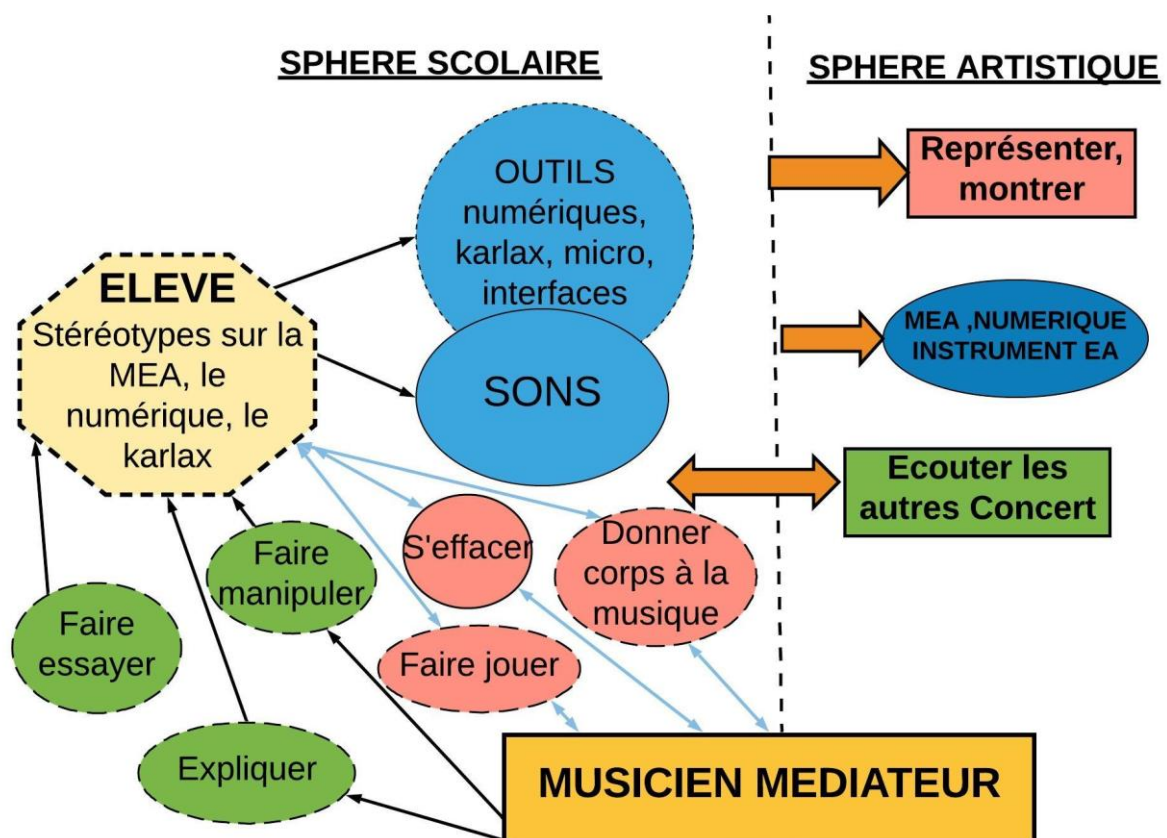 SPHERE SCOLAIRE
SPHERE ARTISTIQUE
Représenter,
montrer
OUTILS
numériques,
karlax, micro,
interfaces
ELEVE
Stéréotypes sur la
MEA, le
numérique, le
karlax
MEA ,NUMERIQUE
INSTRUMENT EA
SONS
Ecouter les
autres Concert
S'effacer
Donner
corps à la
musique
Faire
manipuler
Faire
essayer
Faire jouer
Expliquer
MUSICIEN MEDIATEUR